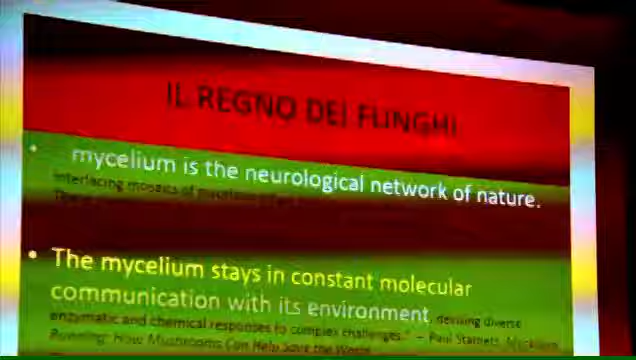 IL REGNO DEI FUNGHI
• mycelium is the neurological network of nature.
Interlacing mosaics of
• The mycelium stays in constant molecular
communication with its environment, devising diverse
enzymatic and chemical responses to complex challenges." – Paul Stamets, Mycelium
Running: How Mushrooms Can Help Save the World